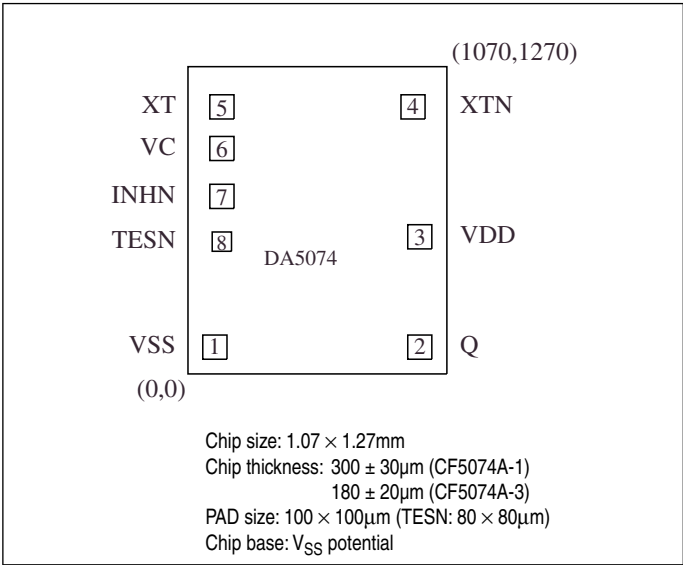 (1070,1270)
XT 5 4 XTN
VC 6
INHN 7
TESN 8 3 VDD
DA5074
VSS 1 2 Q
(0,0)
Chip size: 1.07 × 1.27mm
Chip thickness: 300 ± 30µm (CF5074A-1)
180 ± 20µm (CF5074A-3)
PAD size: 100 × 100µm (TESN: 80 × 80µm)
Chip base: VSS potential